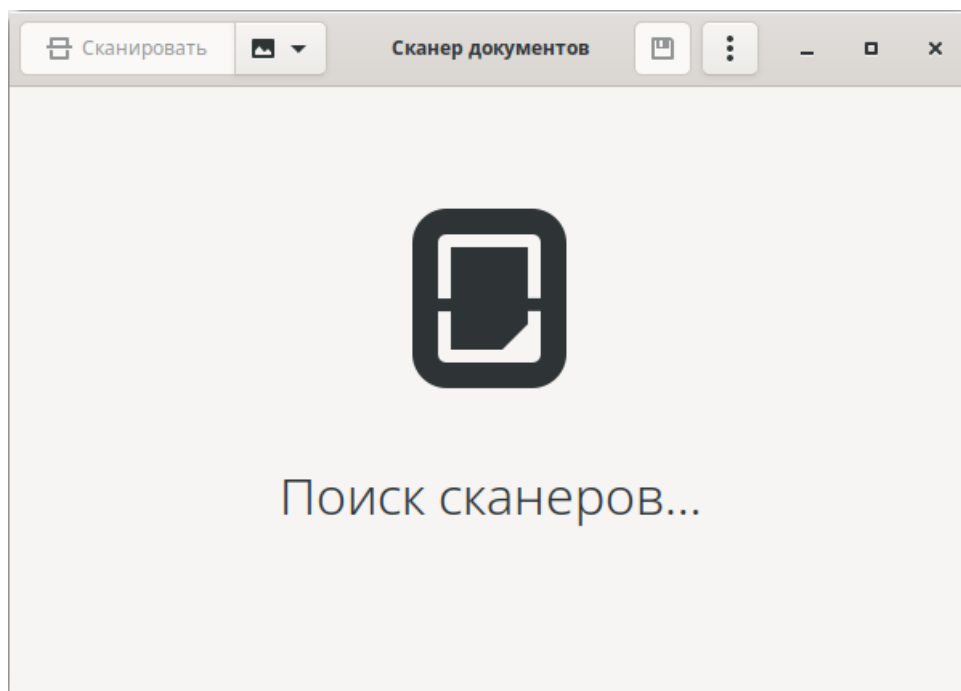 Сканировать
Сканер документов
Поиск сканеров...